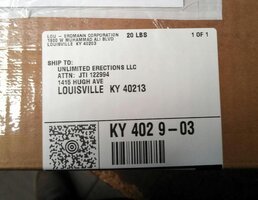 LOU - ERDMANN CORPORATION 20 LBS 1 OF 1
1800 W MUHAMMAD ALI BLVD
LOUISVILLE KY 40203
SHIP TO:
UNLIMITED ERECTIONS LLC
ATTN: JTI 122994
1415 HUGH AVE
LOUISVILLE KY 40213
KY 402 9-03